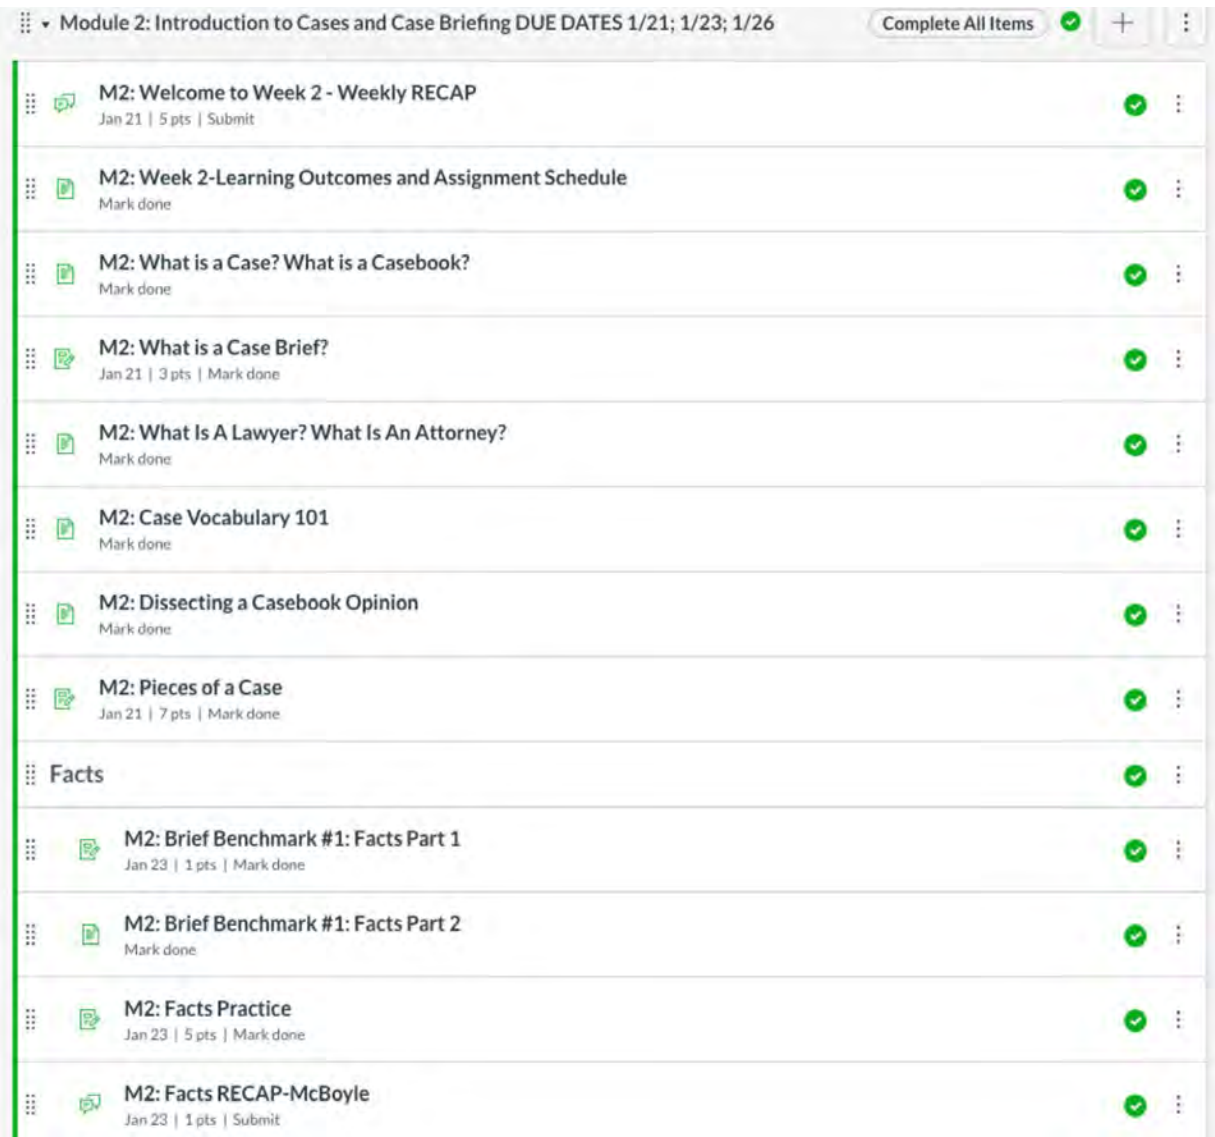 Module 2: Introduction to Cases and Case Briefing DUE DATES 1/21; 1/23; 1/26 Complete All Items
M2: Welcome to Week 2 - Weekly RECAP
Jan 21 | 5 pts | Submit
M2: Week 2-Learning Outcomes and Assignment Schedule
Mark done
M2: What is a Case? What is a Casebook?
Mark done
M2: What is a Case Brief?
Jan 21 | 3 pts | Mark done
M2: What Is A Lawyer? What Is An Attorney?
Mark done
M2: Case Vocabulary 101
Mark done
M2: Dissecting a Casebook Opinion
Mark done
M2: Pieces of a Case
Jan 21 | 7 pts | Mark done
Facts
M2: Brief Benchmark #1: Facts Part 1
Jan 23 | 1 pts | Mark done
M2: Brief Benchmark #1: Facts Part 2
Mark done
M2: Facts Practice
Jan 23 | 5 pts | Mark done
M2: Facts RECAP-McBoyle
Jan 23 | 1 pts | Submit